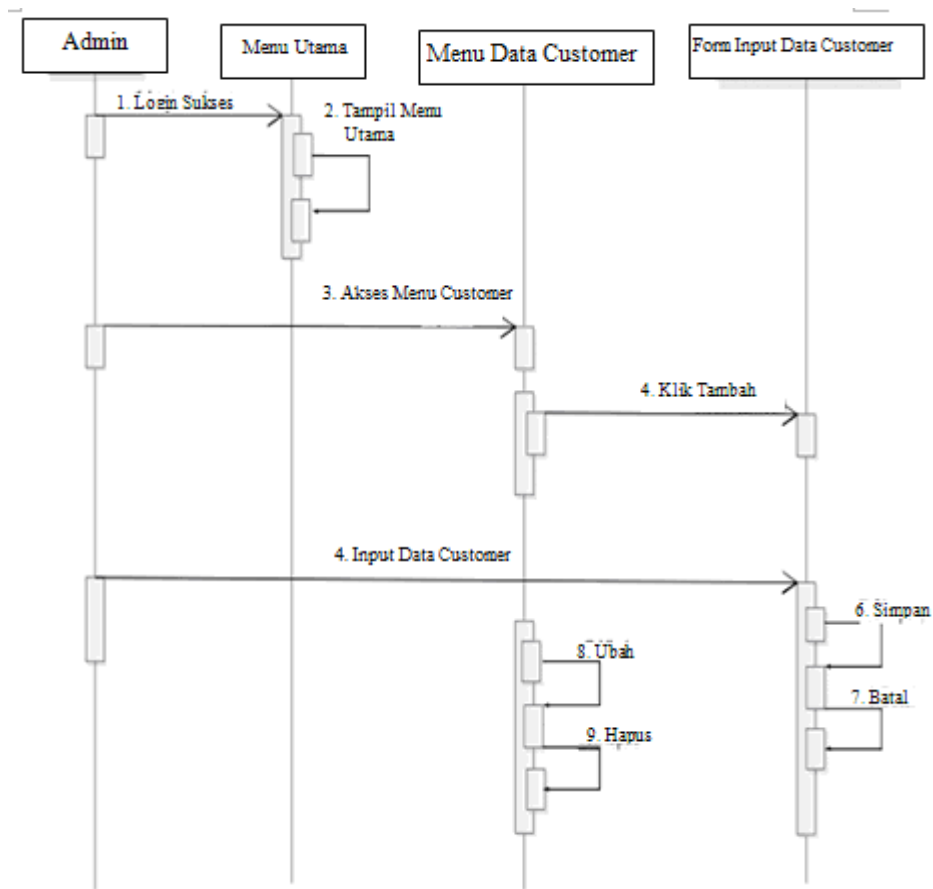 Admin
Menu Utama
Menu Data Customer
Form Input Data Customer
1. Login Sukses
2. Tampil Menu
Utama
3. Akses Menu Customer
4. Klik Tambah
4. Input Data Customer
6. Simpan
8. Ubah
7. Batal
9. Hapus